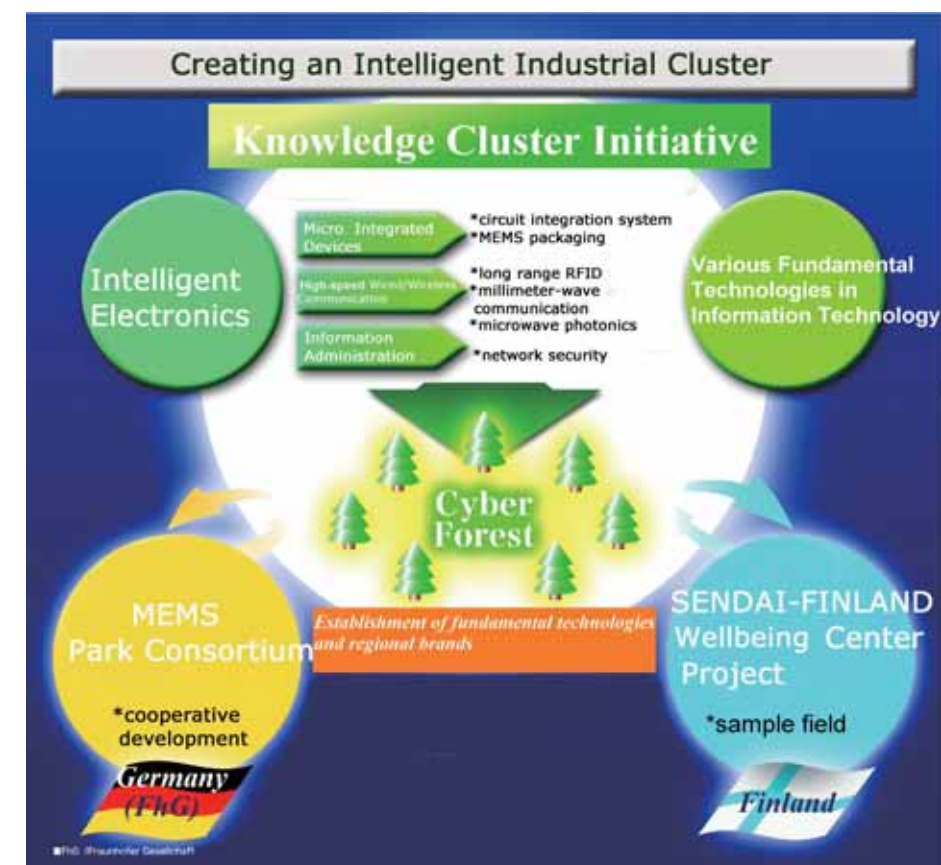 Creating an Intelligent Industrial Cluster
Knowledge Cluster Initiative
Intelligent
Electronics
Micro. Integrated
Devices
*circuit integration system
*MEMS packaging
High-speed Wired/Wireless
Communication
*long range RFID
*millimeter-wave
communication
*microwave photonics
Information
Administration
*network security
Various Fundamental
Technologies in
Information Technology
Cyber
Forest
MEMS
Park Consortium
*cooperative
development
Germany
(FhG)
Establishment of fundamental technologies
and regional brands
SENDAI-FINLAND
Wellbeing Center
Project
*sample field
Finland
■FhG (Fraunhofer Gesellschaft